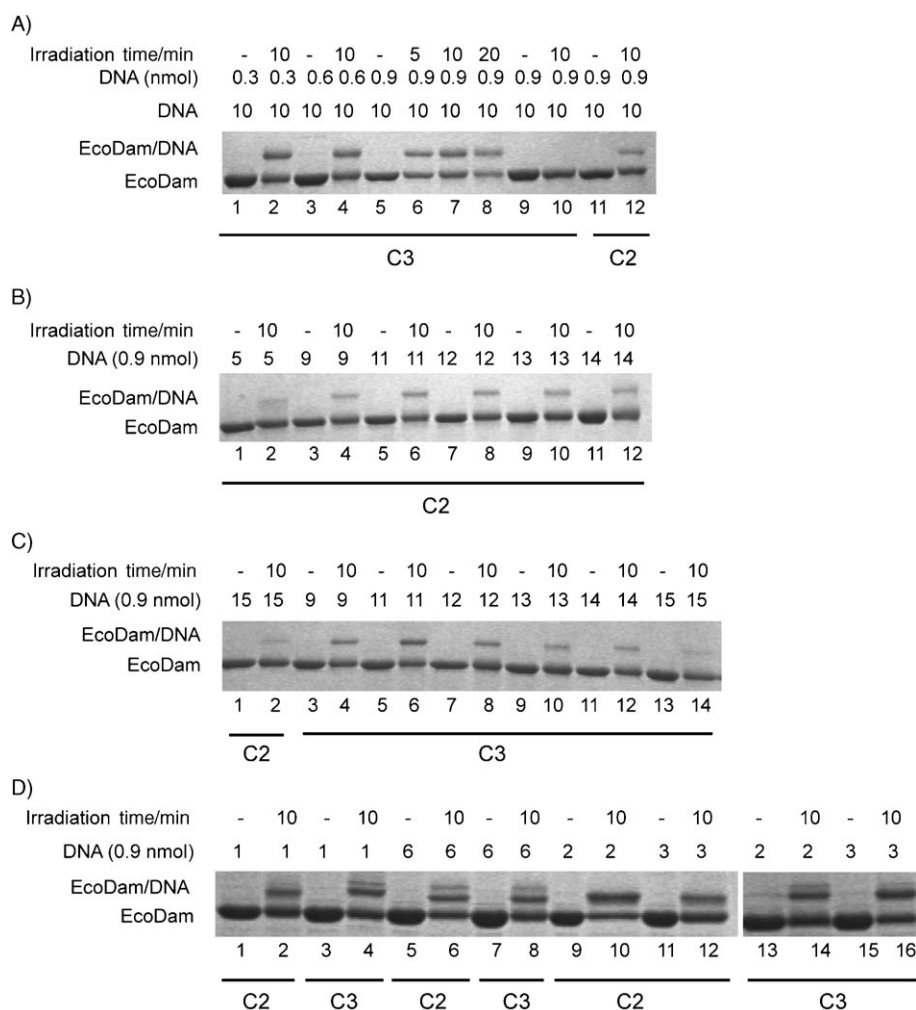 A)
Irradiation time/min - 10 - 10 - 5 10 20 - 10 - 10
DNA (nmol) 0.3 0.3 0.6 0.6 0.9 0.9 0.9 0.9 0.9 0.9 0.9 0.9
DNA 10 10 10 10 10 10 10 10 10 10 10 10
EcoDam/DNA
EcoDam
1 2 3 4 5 6 7 8 9 10 11 12
C3 C2
B)
Irradiation time/min - 10 - 10 - 10 - 10 - 10 - 10
DNA (0.9 nmol) 5 5 9 9 11 11 12 12 13 13 14 14
EcoDam/DNA
EcoDam
1 2 3 4 5 6 7 8 9 10 11 12
C2
C)
Irradiation time/min - 10 - 10 - 10 - 10 - 10 - 10 - 10
DNA (0.9 nmol) 15 15 9 9 11 11 12 12 13 13 14 14 15 15
EcoDam/DNA
EcoDam
1 2 3 4 5 6 7 8 9 10 11 12 13 14
C2 C3
D)
Irradiation time/min - 10 - 10 - 10 - 10 - 10 - 10 - 10 - 10
DNA (0.9 nmol) 1 1 1 1 6 6 6 6 2 2 3 3 2 2 3 3
EcoDam/DNA
EcoDam
1 2 3 4 5 6 7 8 9 10 11 12 13 14 15 16
C2 C3 C2 C3 C2 C3